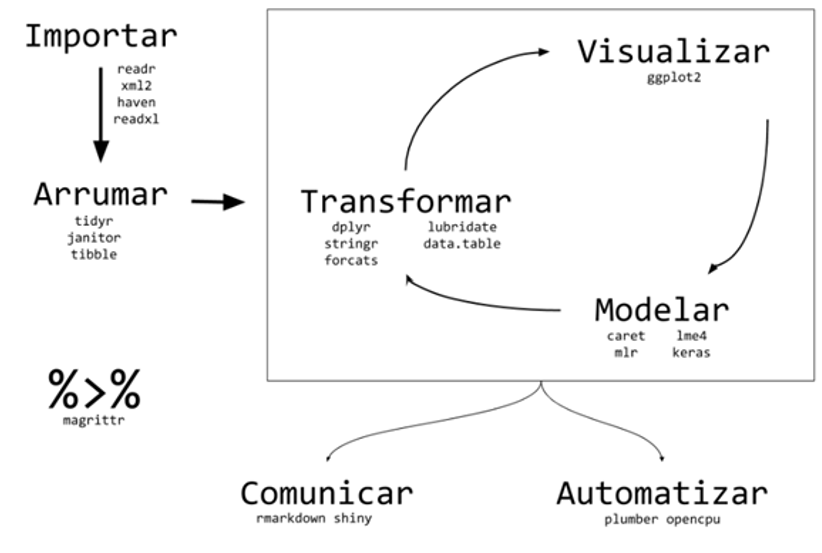 Importar
readr
xml2
haven
readxl
Arrumar
tidyr
janitor
tibble
%>%
magrittr
Visualizar
ggplot2
Transformar
dplyr lubridate
stringr data.table
forcats
Modelar
caret lme4
mlr keras
Comunicar
rmarkdown shiny
Automatizar
plumber opencpu